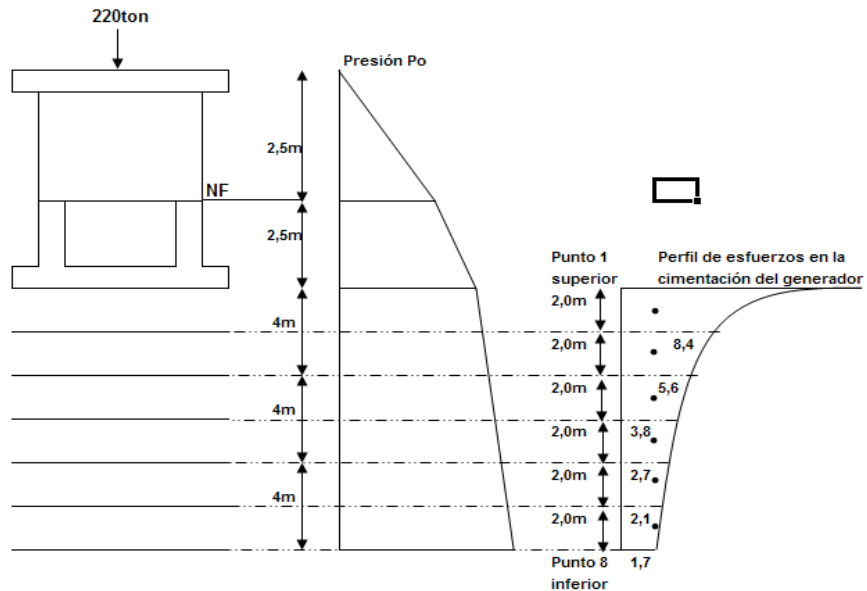 220ton
Presión Po
2,5m
NF
2,5m
Punto 1
superior
Perfil de esfuerzos en la
cimentación del generador
2,0m
4m
2,0m
8,4
2,0m
5,6
4m
2,0m
3,8
2,0m
2,7
4m
2,0m
2,1
Punto 8
inferior
1,7